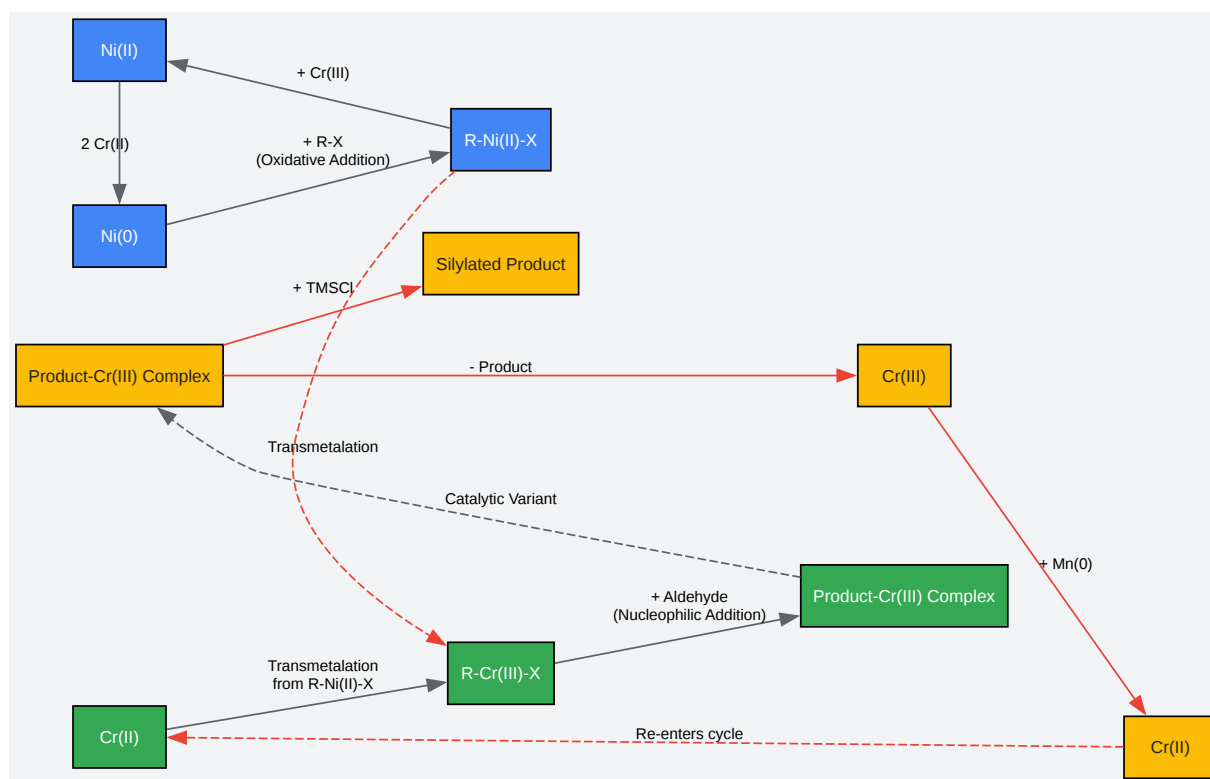 Ni(II)
+ Cr(III)
R-Ni(II)-X
2 Cr(II)
+ R-X
(Oxidative Addition)
Ni(0)
Silylated Product
+ TMSCl
Product-Cr(III) Complex
- Product
Cr(III)
Transmetalation
Catalytic Variant
+ Mn(0)
Product-Cr(III) Complex
+ Aldehyde
(Nucleophilic Addition)
R-Cr(III)-X
Transmetalation
from R-Ni(II)-X
Cr(II)
Re-enters cycle
Cr(II)